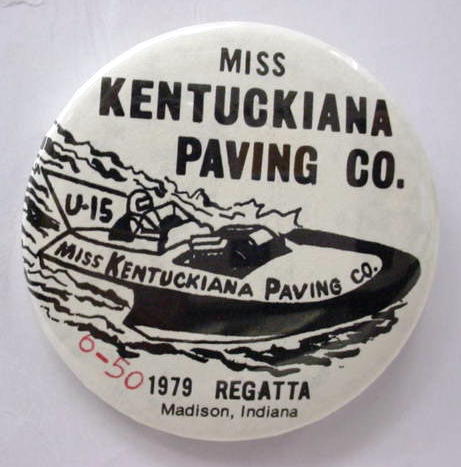 MISS
KENTUCKIANA
PAVING CO.
U-15
MISS KENTUCKIANA PAVING CO.
6-50
1979 REGATTA
Madison, Indiana